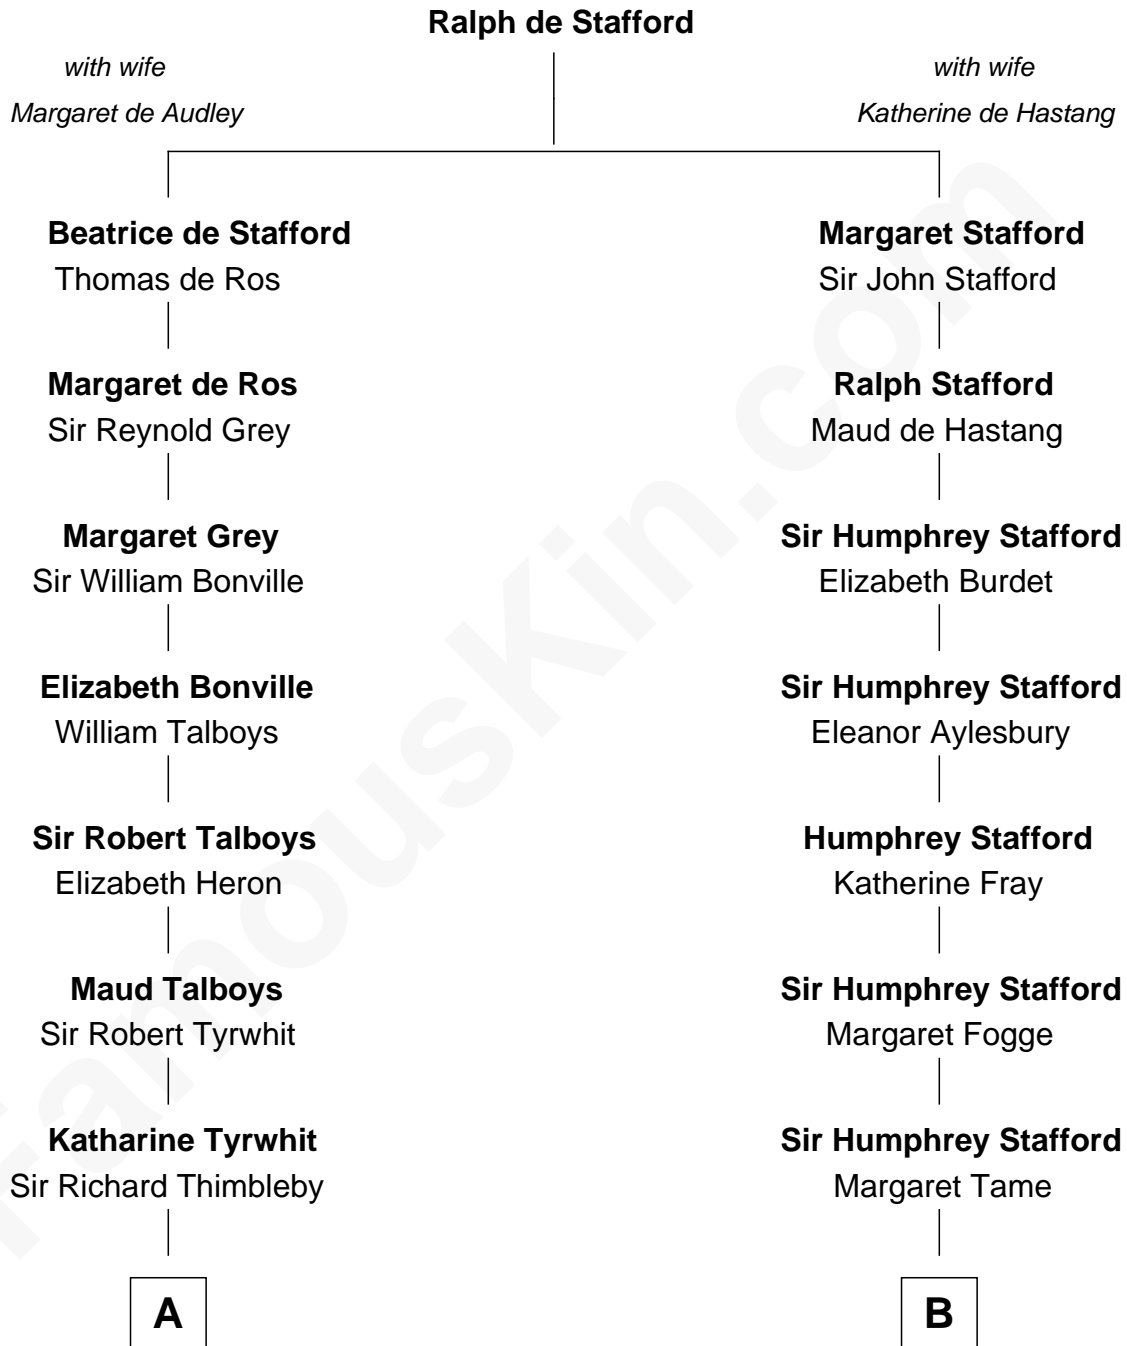 Ralph de Stafford
with wife
Margaret de Audley
with wife
Katherine de Hastang
Beatrice de Stafford
Thomas de Ros
Margaret Stafford
Sir John Stafford
Margaret de Ros
Sir Reynold Grey
Ralph Stafford
Maud de Hastang
Margaret Grey
Sir William Bonville
Sir Humphrey Stafford
Elizabeth Burdet
Elizabeth Bonville
William Talboys
Sir Humphrey Stafford
Eleanor Aylesbury
Sir Robert Talboys
Elizabeth Heron
Humphrey Stafford
Katherine Fray
Maud Talboys
Sir Robert Tyrwhit
Sir Humphrey Stafford
Margaret Fogge
Katharine Tyrwhit
Sir Richard Thimbleby
Sir Humphrey Stafford
Margaret Tame
A
B
FamousKin.com